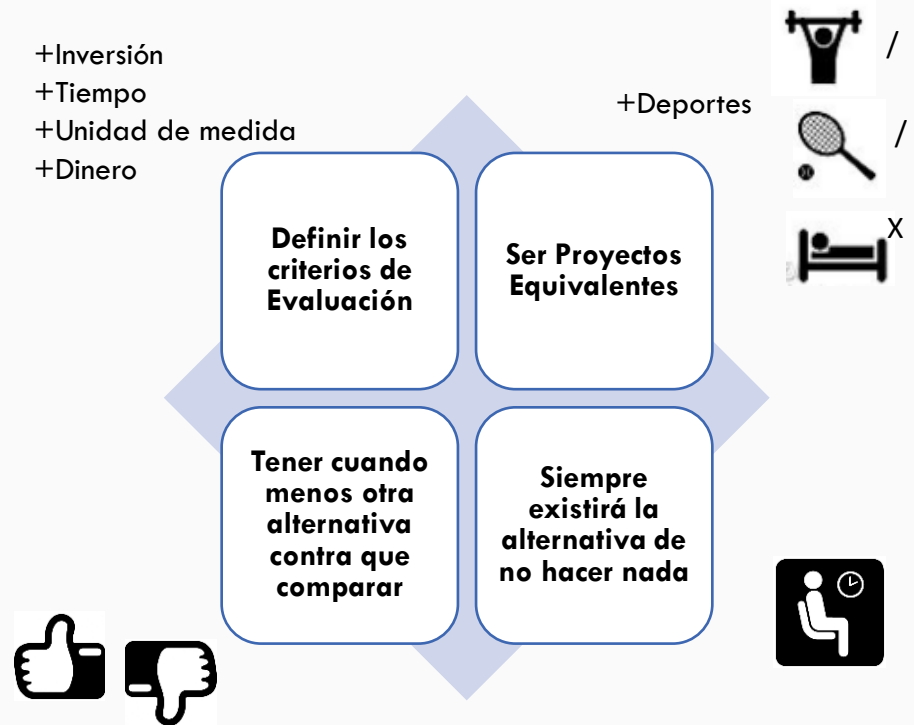 +Inversión
+Tiempo
+Unidad de medida
+Dinero
+Deportes
/
/
X
Definir los
criterios de
Evaluación
Ser Proyectos
Equivalentes
Tener cuando
menos otra
alternativa
contra que
comparar
Siempre
existirá la
alternativa de
no hacer nada